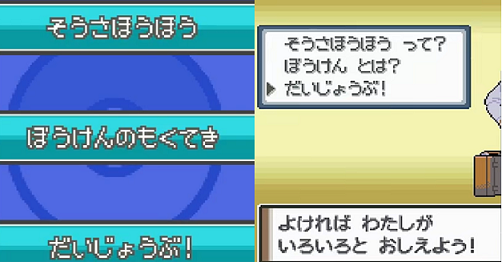 そうさほうほう
ぼうけんのもくてき
だいじょうぶ!
そうさほうほう って?
ぼうけん とは?
だいじょうぶ!
よければ わたしが
いろいろと おしえよう!